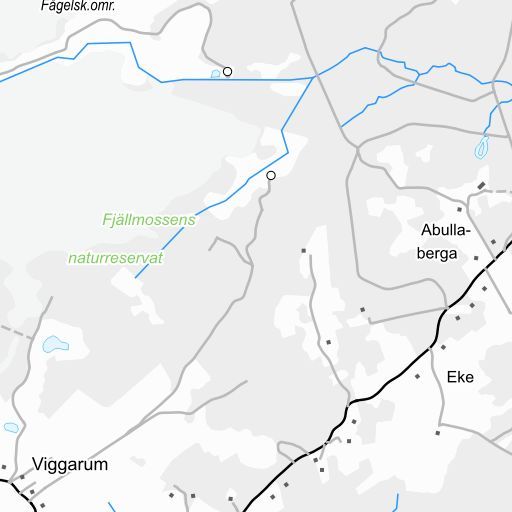 Fågelsk.omr.
Fjällmossens
naturreservat
Abulla-
berga
Eke
Viggarum